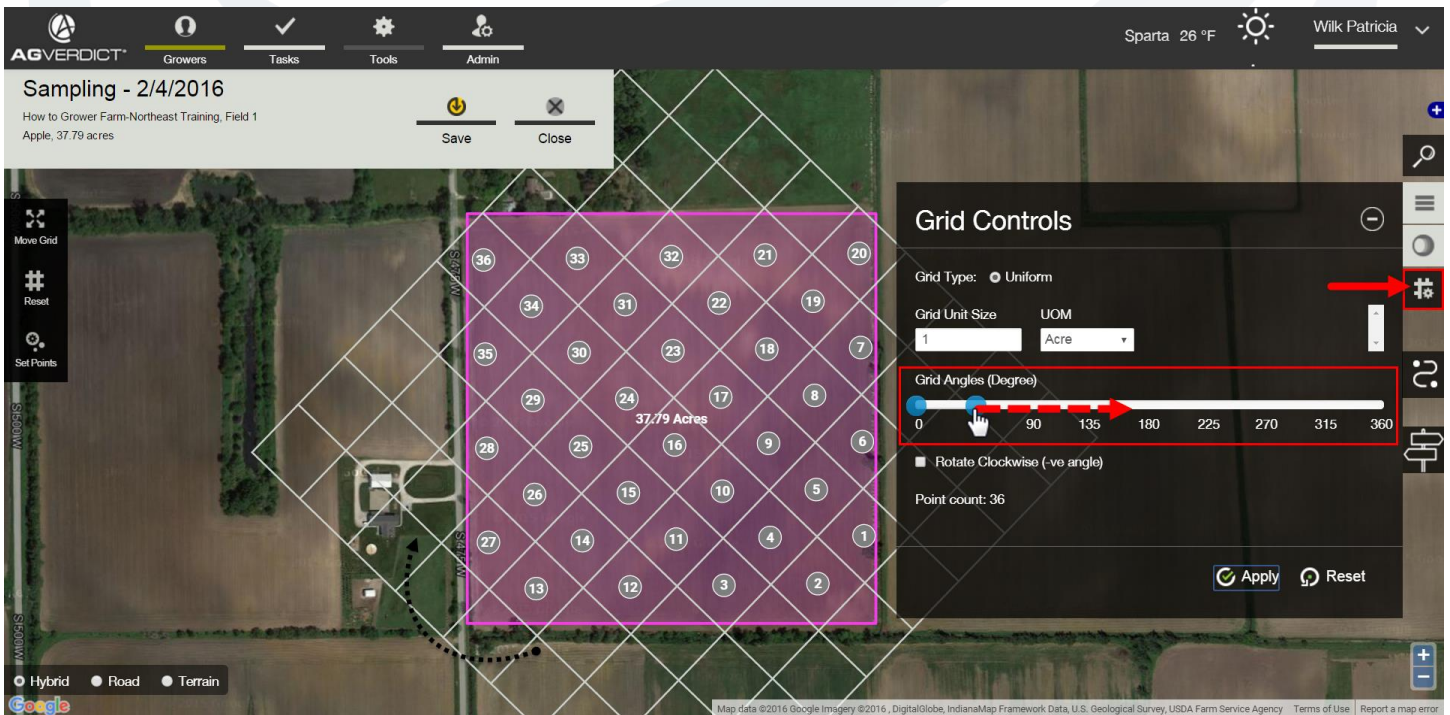 AGVERDICT®
Growers
Tasks
Tools
Admin
Sparta 26 °F
Wilk Patricia
Sampling - 2/4/2016
How to Grower Farm-Northeast Training, Field 1
Apple, 37.79 acres
Save
Close
Move Grid
Reset
Set Points
36
33
32
21
20
34
31
22
19
35
30
23
18
7
29
24
17
8
37.79 Acres
28
25
16
9
6
26
15
10
5
27
14
11
4
1
13
12
3
2
Grid Controls
Grid Type: Uniform
Grid Unit Size
UOM
1
Acre
Grid Angles (Degree)
0 90 135 180 225 270 315 360
Rotate Clockwise (-ve angle)
Point count: 36
Apply
Reset
St475W
St475W
St500W
St500W
Hybrid
Road
Terrain
Google
Map data ©2016 Google Imagery ©2016 , DigitalGlobe, IndianaMap Framework Data, U.S. Geological Survey, USDA Farm Service Agency
Terms of Use
Report a map error